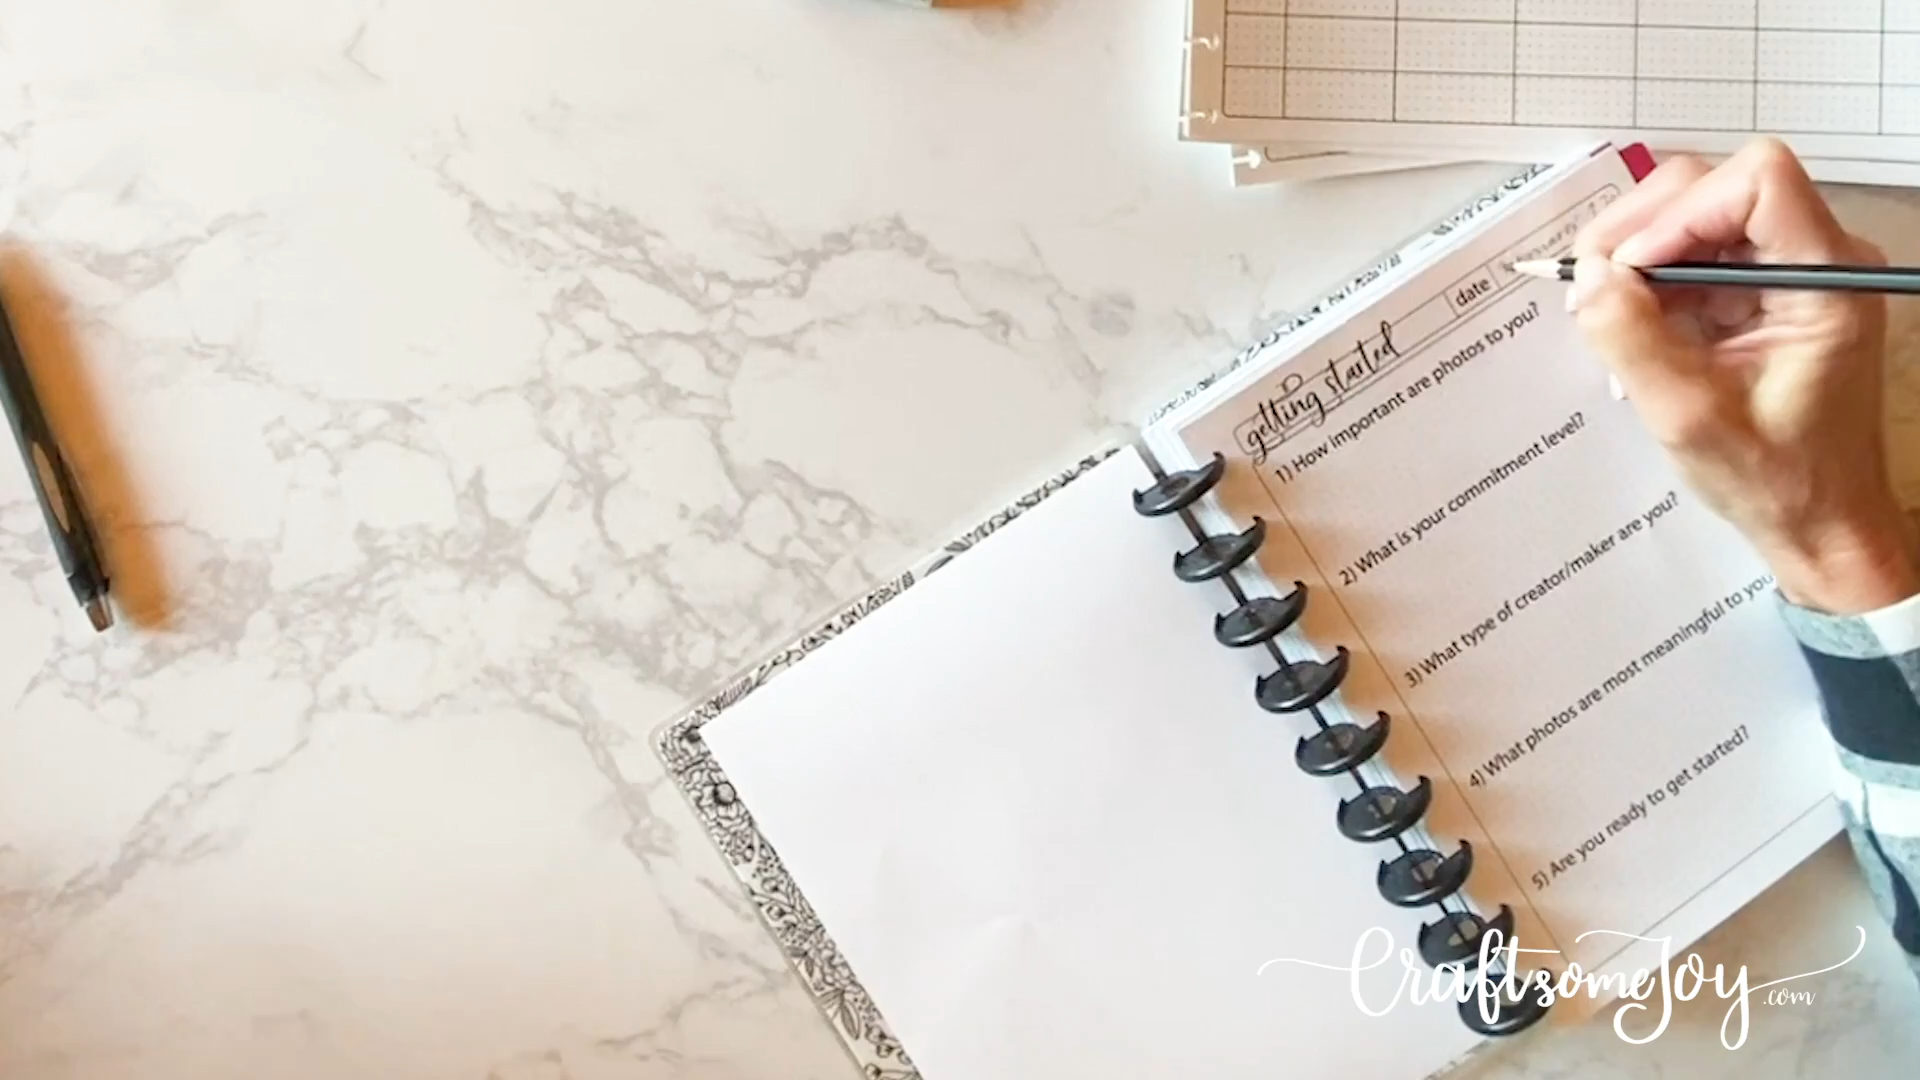 getting started
date
1) How important are photos to you?
2) What is your commitment level?
3) What type of creator/maker are you?
4) What photos are most meaningful to you
5) Are you ready to get started?
CraftsomeJoy.com